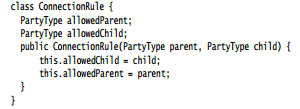 class ConnectionRule {
PartyType allowedParent;
PartyType allowedChild;
public ConnectionRule(PartyType parent, PartyType child) {
this.allowedChild = child;
this.allowedParent = parent;
}
}